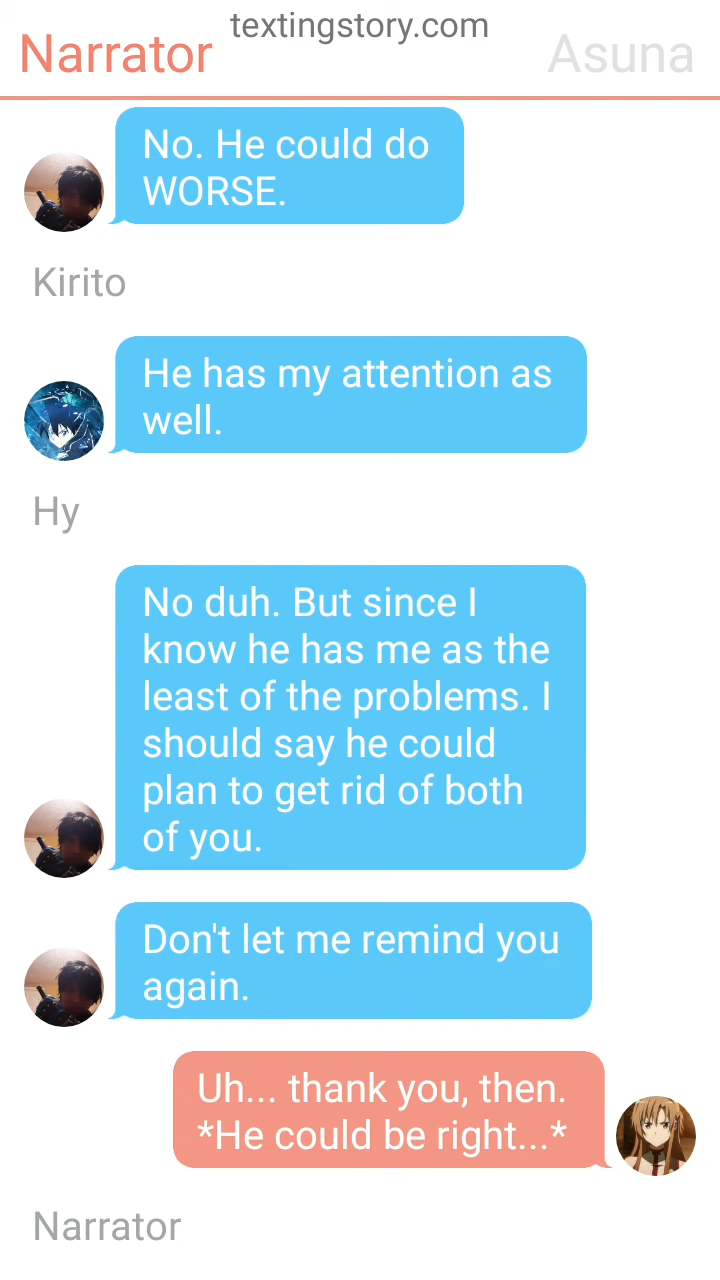 textingstory.com
Narrator
Asuna
No. He could do
WORSE.
Kirito
He has my attention as
well.
Hy
No duh. But since I
know he has me as the
least of the problems. I
should say he could
plan to get rid of both
of you.
Don't let me remind you
again.
Uh... thank you, then.
*He could be right...*
Narrator